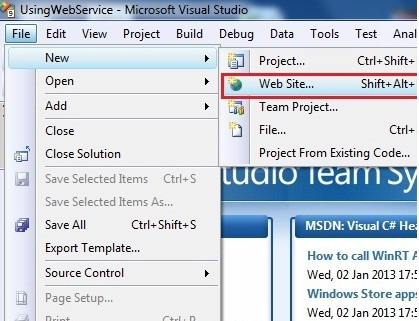 UsingWebService - Microsoft Visual Studio
File Edit View Project Build Debug Data Tools Test
New
Open
Add
Close
Close Solution
Save Selected Items Ctrl+S
Save Selected Items As...
Save All Ctrl+Shift+S
Export Template...
Source Control
Page Setup...
Print
Project... Ctrl+Shift+
Web Site... Shift+Alt+
Team Project...
File... Ctrl+
Project From Existing Code...
tudio Team Sy
MSDN: Visual C# Hea
How to call WinRT A
Wed, 02 Jan 2013 17:5
Windows Store apps
Wed, 02 Jan 2013 17:5